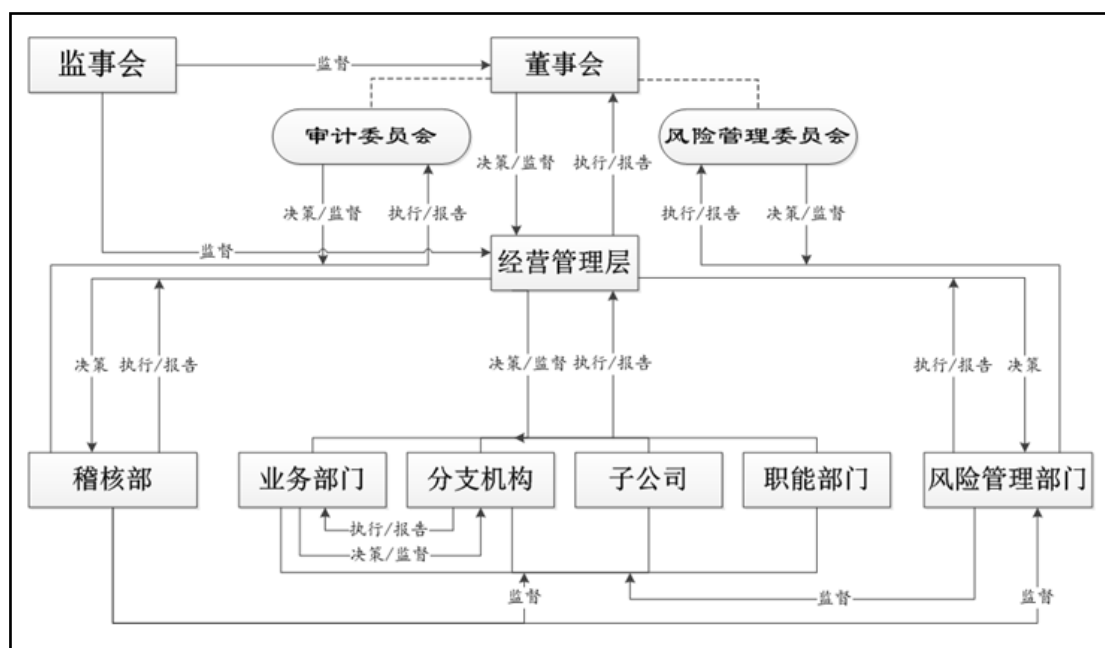 监事会
监督
董事会
审计委员会
风险管理委员会
决策/监督
执行/报告
决策/监督
执行/报告
执行/报告
决策/监督
监督
经营管理层
决策
执行/报告
决策/监督
执行/报告
执行/报告
决策
稽核部
业务部门
分支机构
子公司
职能部门
风险管理部门
执行/报告
决策/监督
监督
监督
监督